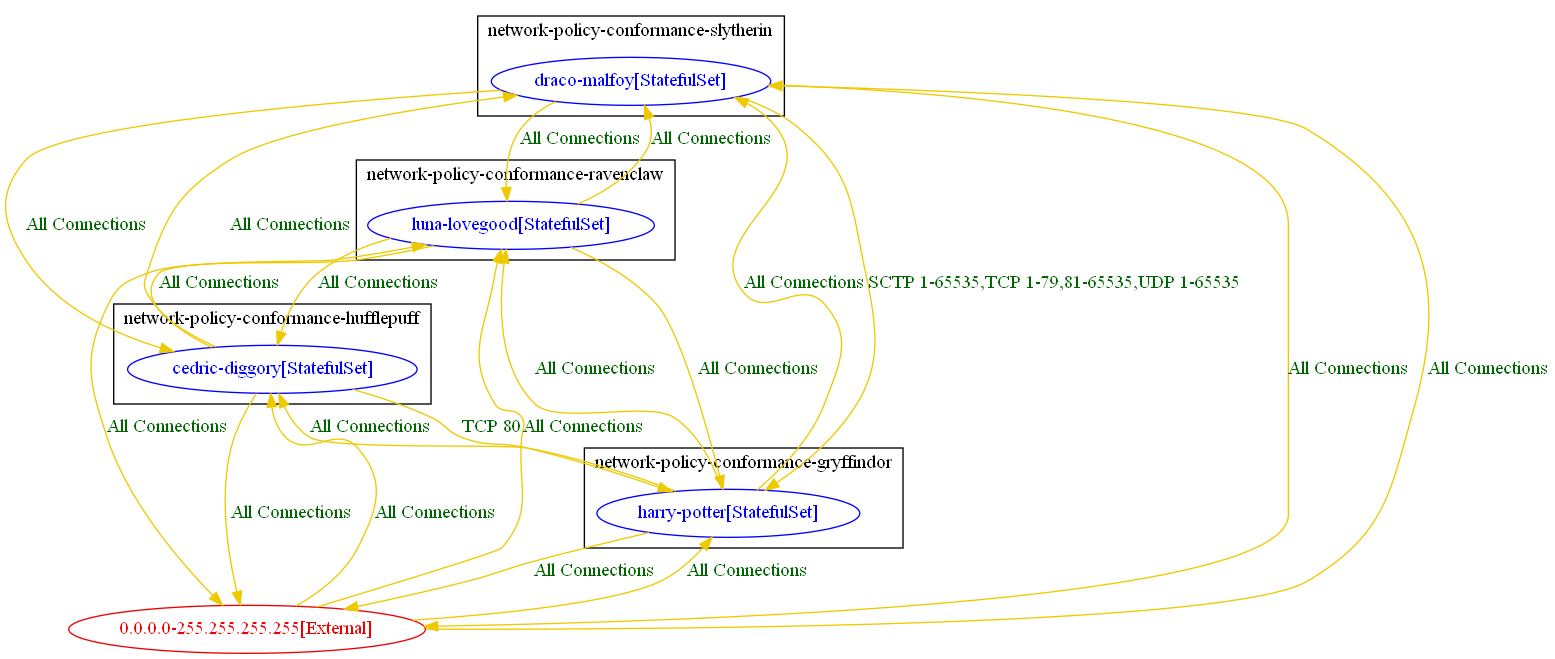 network-policy-conformance-slytherin
draco-malfoy[StatefulSet]
All Connections
All Connections
network-policy-conformance-ravenclaw
luna-lovegood[StatefulSet]
All Connections
All Connections
All Connections
All Connections
All Connections
SCTP 1-65535,TCP 1-79,81-65535,UDP 1-65535
network-policy-conformance-hufflepuff
cedric-diggory[StatefulSet]
All Connections
All Connections
All Connections
All Connections
All Connections
All Connections
TCP 80
All Connections
network-policy-conformance-gryffindor
harry-potter[StatefulSet]
All Connections
All Connections
All Connections
All Connections
0.0.0.0-255.255.255.255[External]